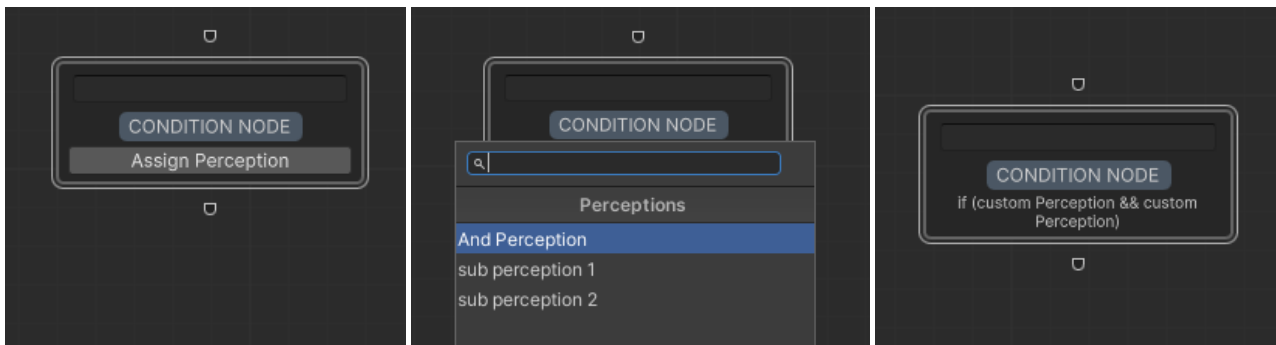 CONDITION NODE
Assign Perception
CONDITION NODE
Perceptions
And Perception
sub perception 1
sub perception 2
CONDITION NODE
if (custom Perception && custom
Perception)